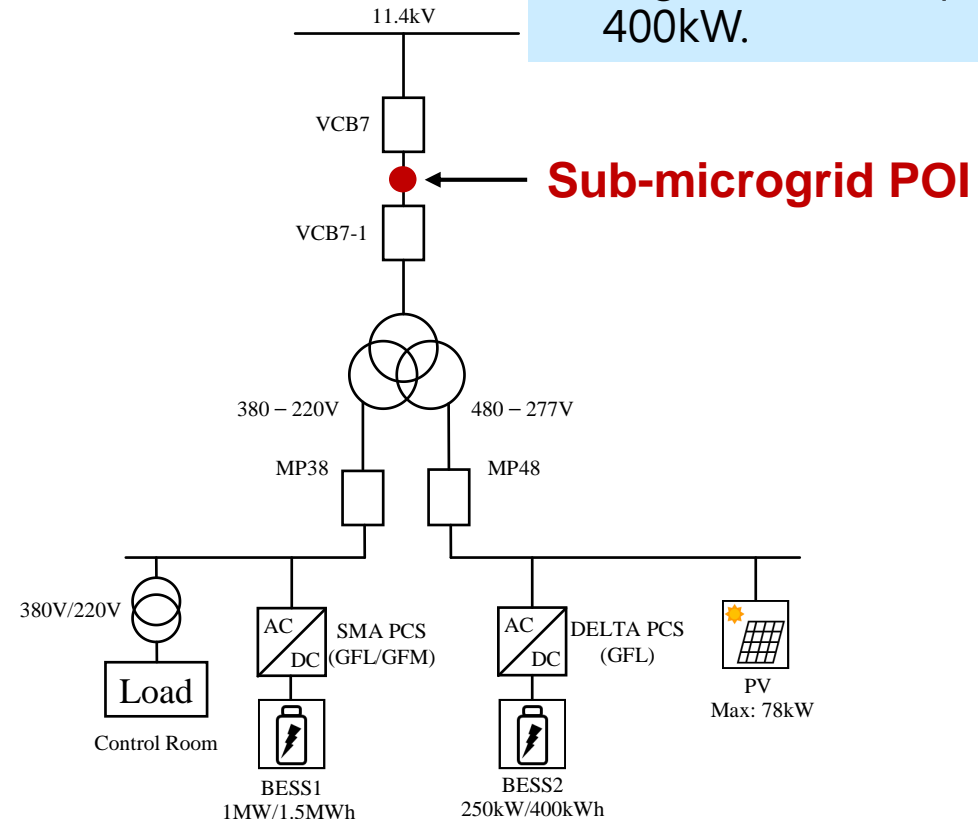 11.4kV
400kW.
VCB7
Sub-microgrid POI
VCB7-1
380 – 220V
480 – 277V
MP38
MP48
380V/220V
AC
DC
SMA PCS
(GFL/GFM)
AC
DC
DELTA PCS
(GFL)
Load
Control Room
PV
Max: 78kW
BESS1
1MW/1.5MWh
BESS2
250kW/400kWh